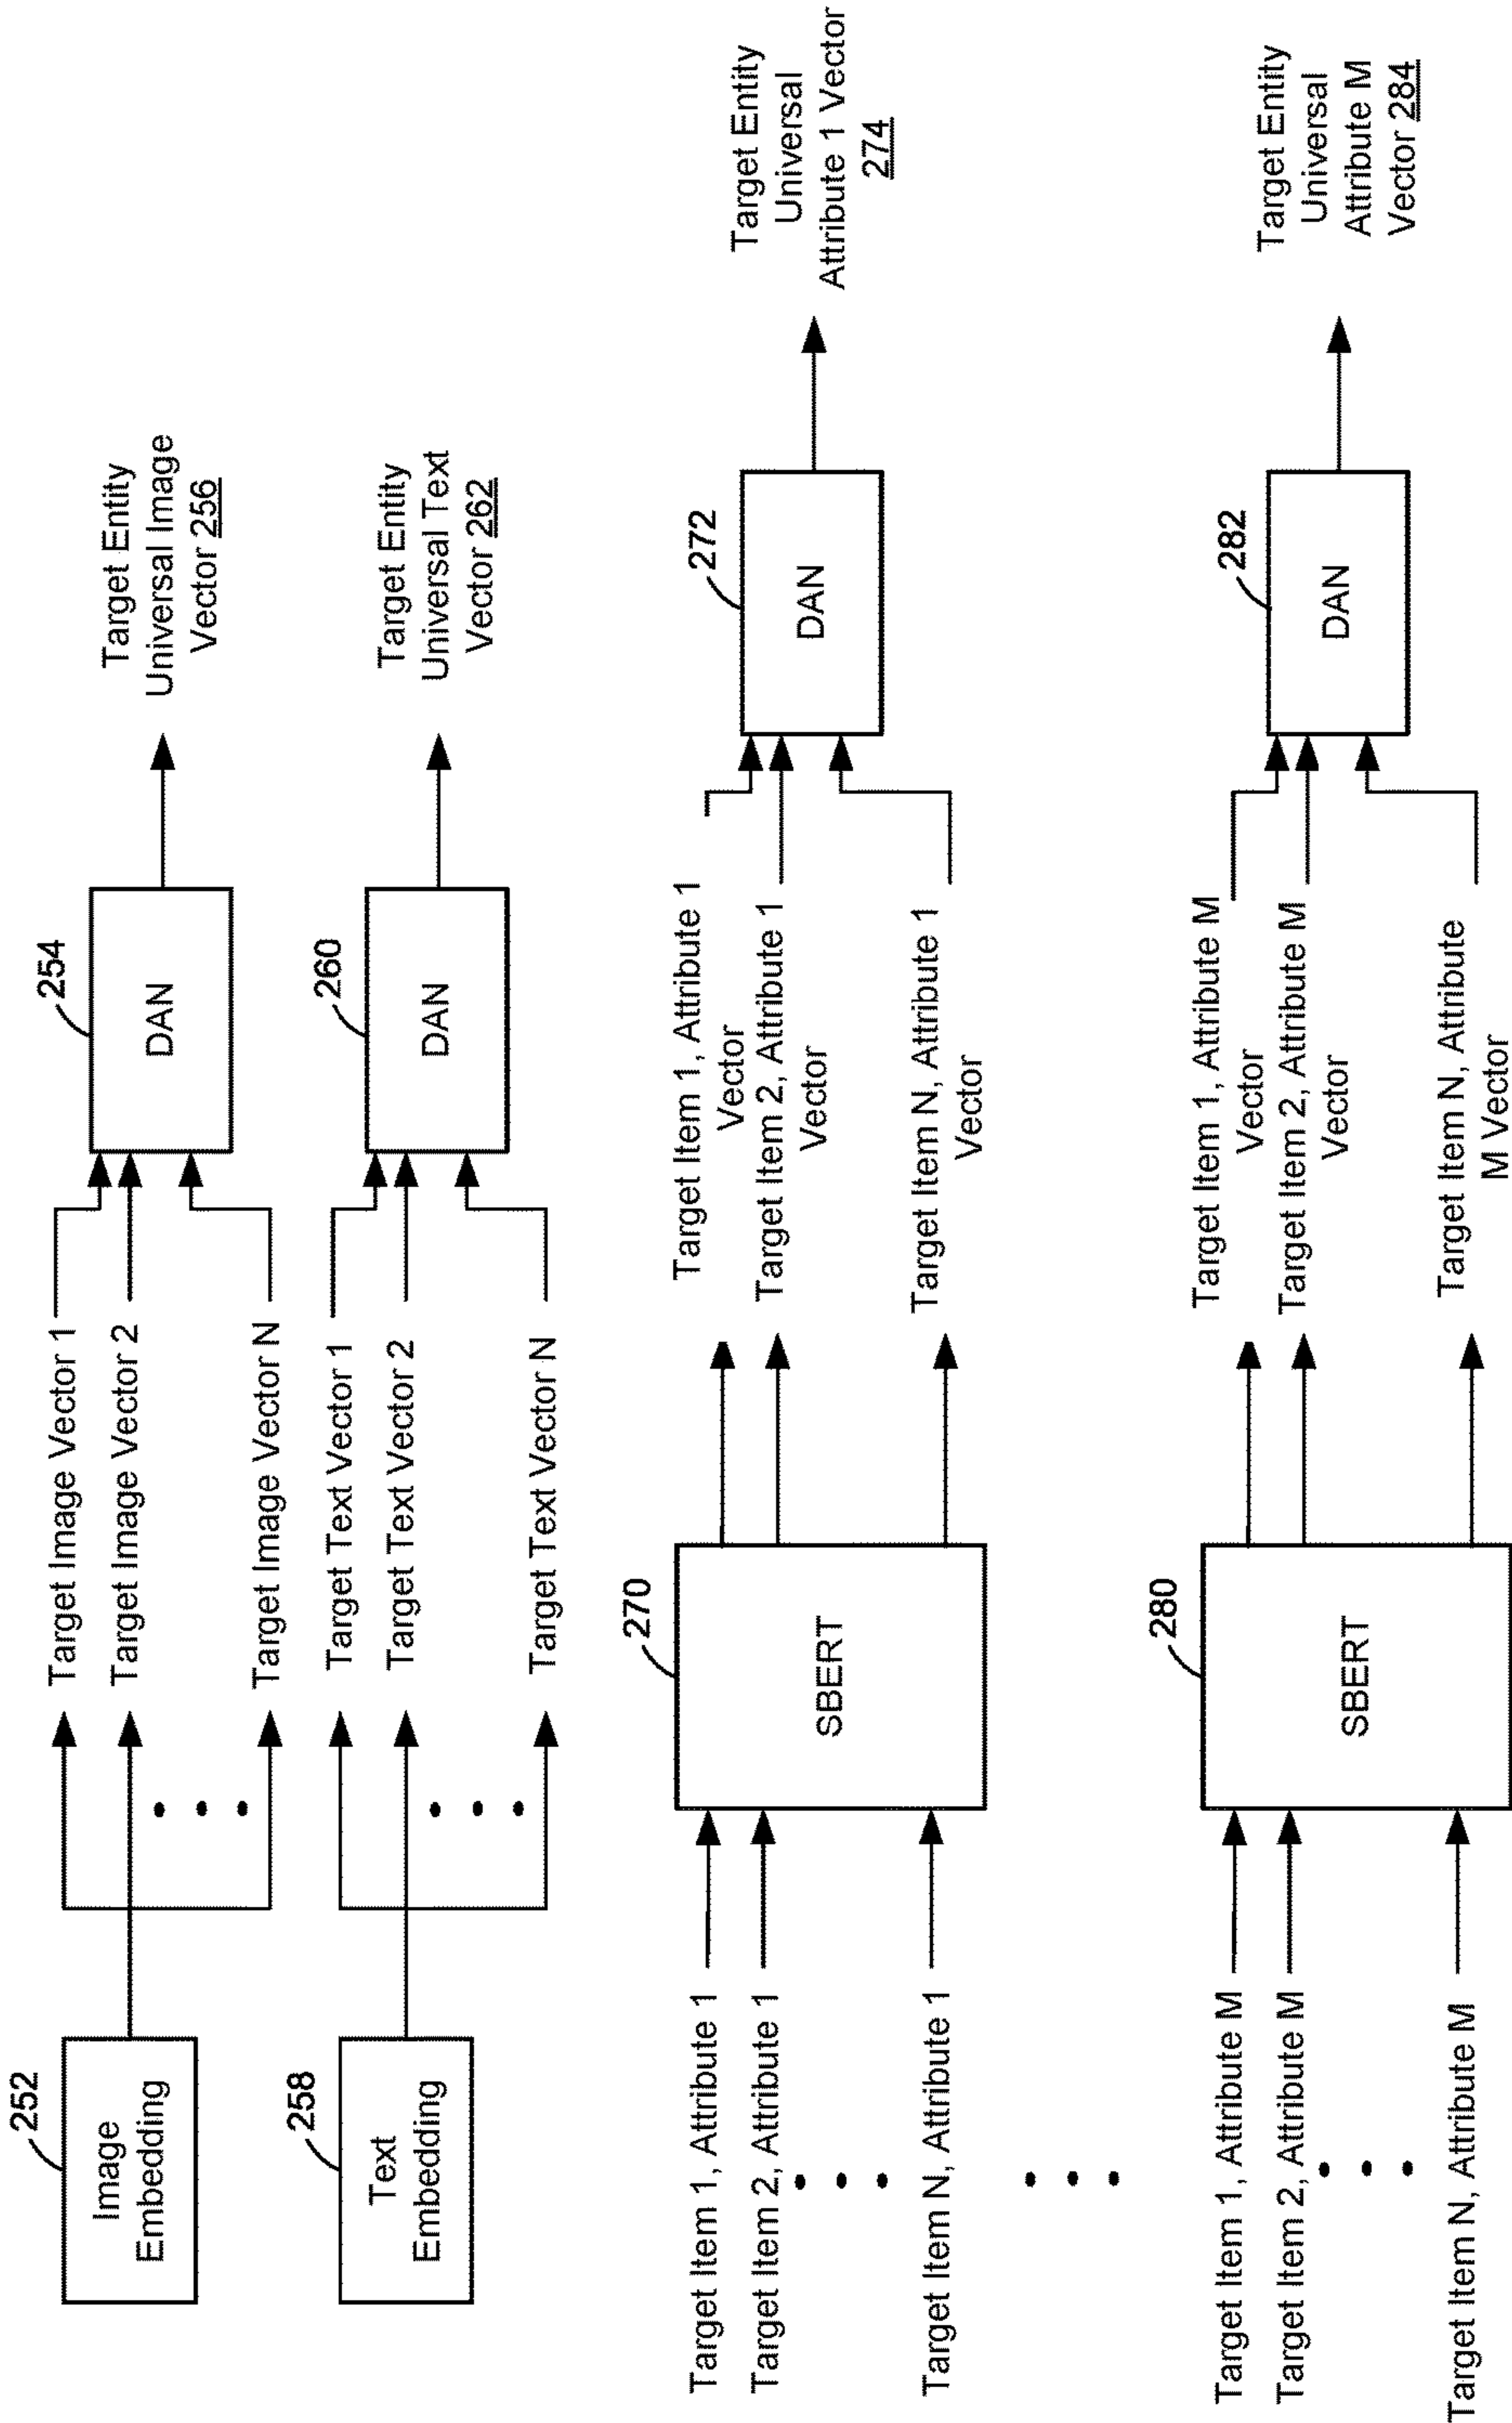 252
Image
Embedding
Target Image Vector 1
Target Image Vector 2
Target Image Vector N
254
DAN
Target Entity
Universal Image
Vector 256
258
Text
Embedding
Target Text Vector 1
Target Text Vector 2
Target Text Vector N
260
DAN
Target Entity
Universal Text
Vector 262
Target Item 1, Attribute 1
Target Item 2, Attribute 1
Target Item N, Attribute 1
270
SBERT
Target Item 1, Attribute 1
Vector
Target Item 2, Attribute 1
Vector
Target Item N, Attribute 1
Vector
272
DAN
Target Entity
Universal
Attribute 1 Vector
274
Target Item 1, Attribute M
Target Item 2, Attribute M
Target Item N, Attribute M
280
SBERT
Target Item 1, Attribute M
Vector
Target Item 2, Attribute M
Vector
Target Item N, Attribute
M Vector
282
DAN
Target Entity
Universal
Attribute M
Vector 284